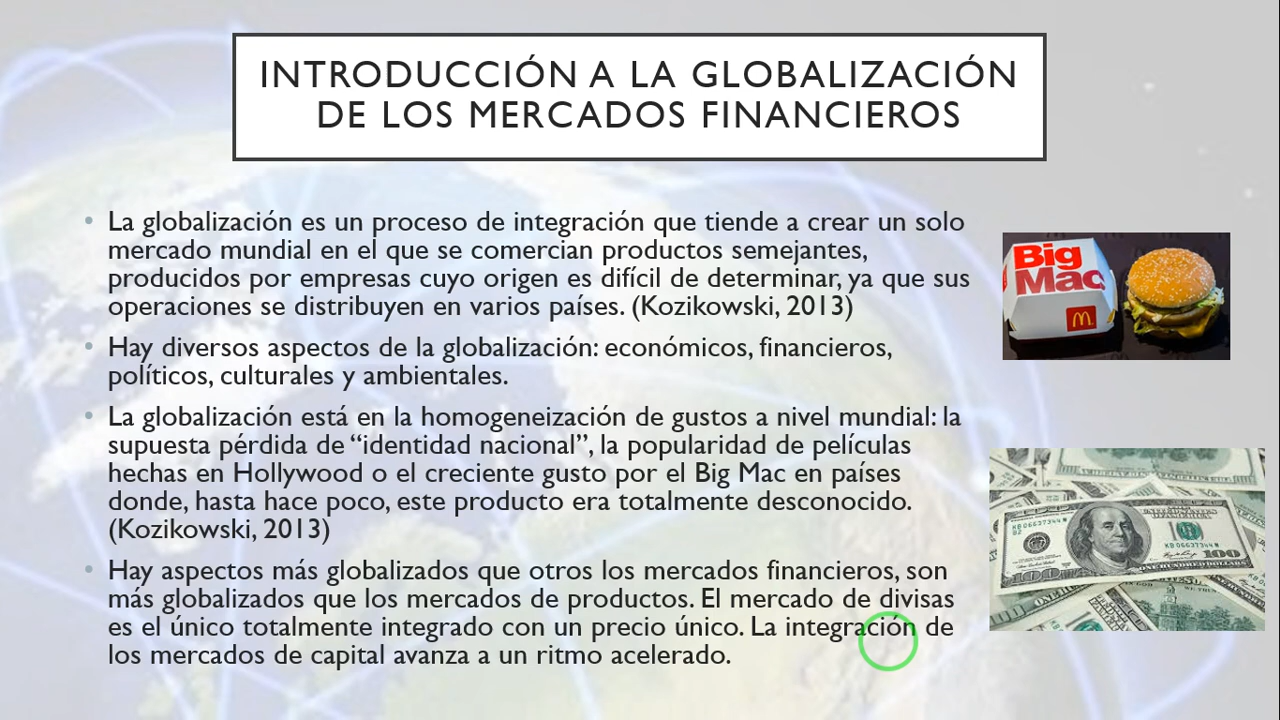 INTRODUCCIÓN A LA GLOBALIZACIÓN
DE LOS MERCADOS FINANCIEROS
• La globalización es un proceso de integración que tiende a crear un solo
mercado mundial en el que se comercian productos semejantes,
producidos por empresas cuyo origen es difícil de determinar, ya que sus
operaciones se distribuyen en varios países. (Kozikowski, 2013)
• Hay diversos aspectos de la globalización: económicos, financieros,
políticos, culturales y ambientales.
• La globalización está en la homogeneización de gustos a nivel mundial: la
supuesta pérdida de “identidad nacional”, la popularidad de películas
hechas en Hollywood o el creciente gusto por el Big Mac en países
donde, hasta hace poco, este producto era totalmente desconocido.
(Kozikowski, 2013)
• Hay aspectos más globalizados que otros los mercados financieros, son
más globalizados que los mercados de productos. El mercado de divisas
es el único totalmente integrado con un precio único. La integración de
los mercados de capital avanza a un ritmo acelerado.
Big
Mac
KB 06637344
100